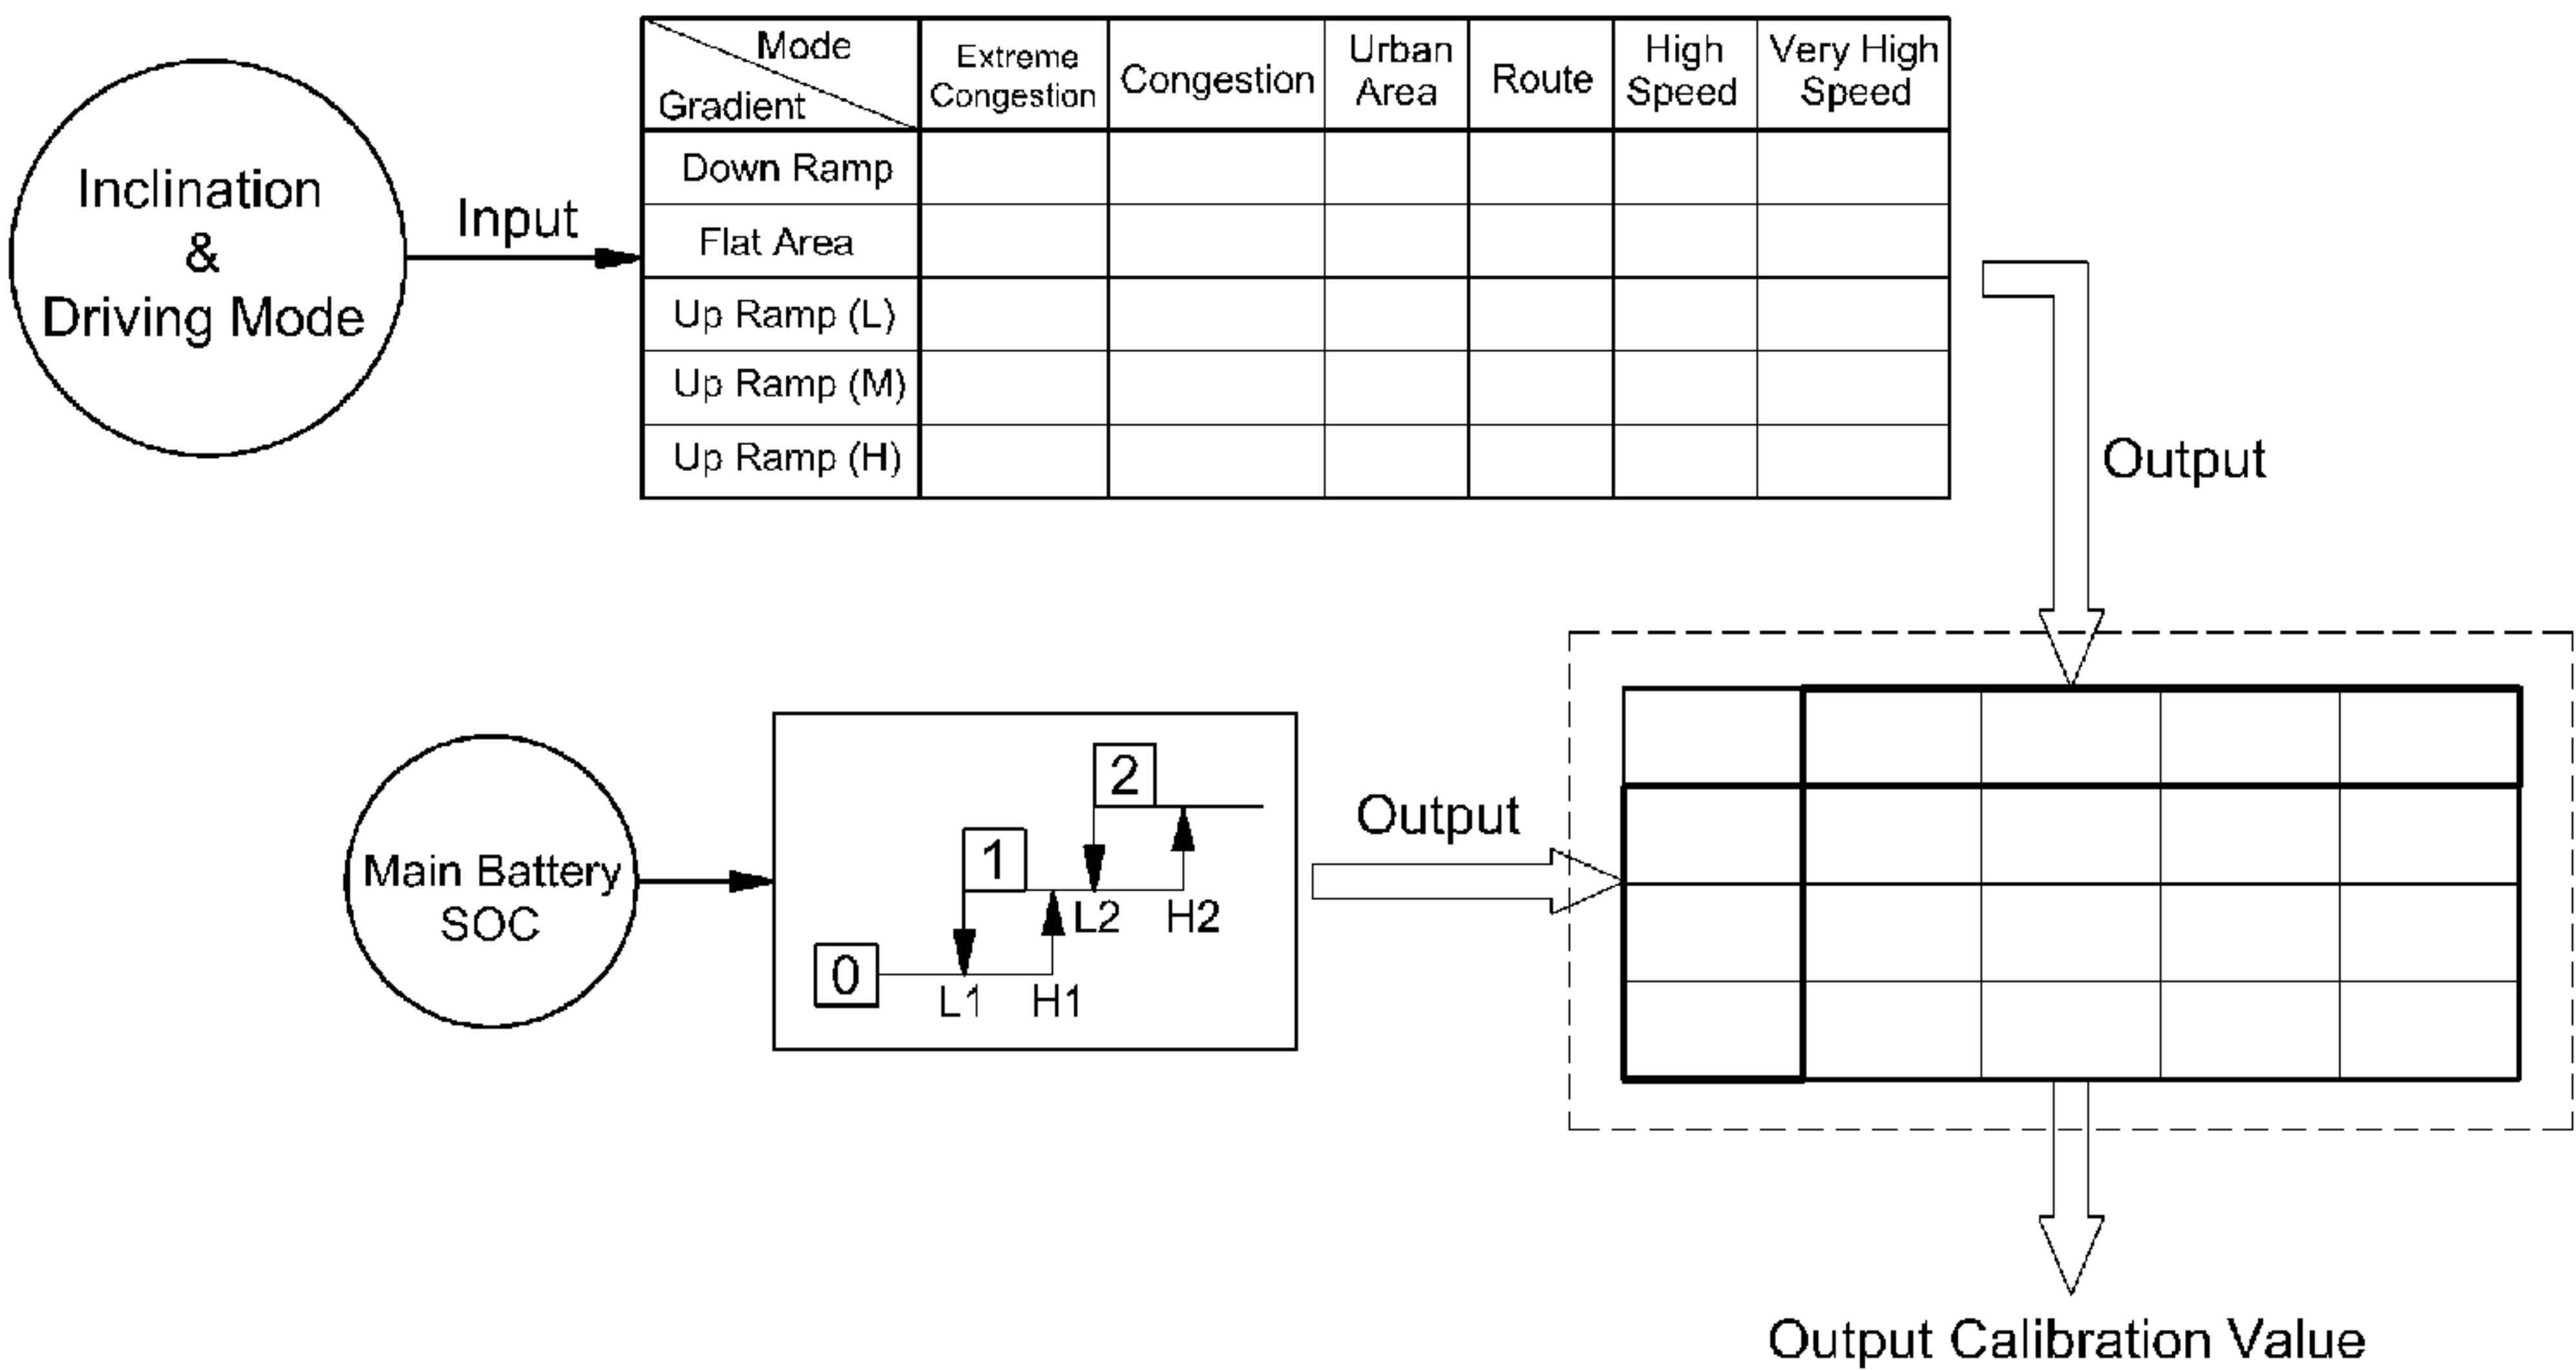 Mode
Gradient
Extreme
Congestion
Congestion
Urban
Area
Route
High
Speed
Very High
Speed
Down Ramp
Flat Area
Up Ramp (L)
Up Ramp (M)
Up Ramp (H)
Inclination
&
Driving Mode
Input
Output
Main Battery
SOC
2
1
L2 H2
0
L1 H1
Output
Output Calibration Value